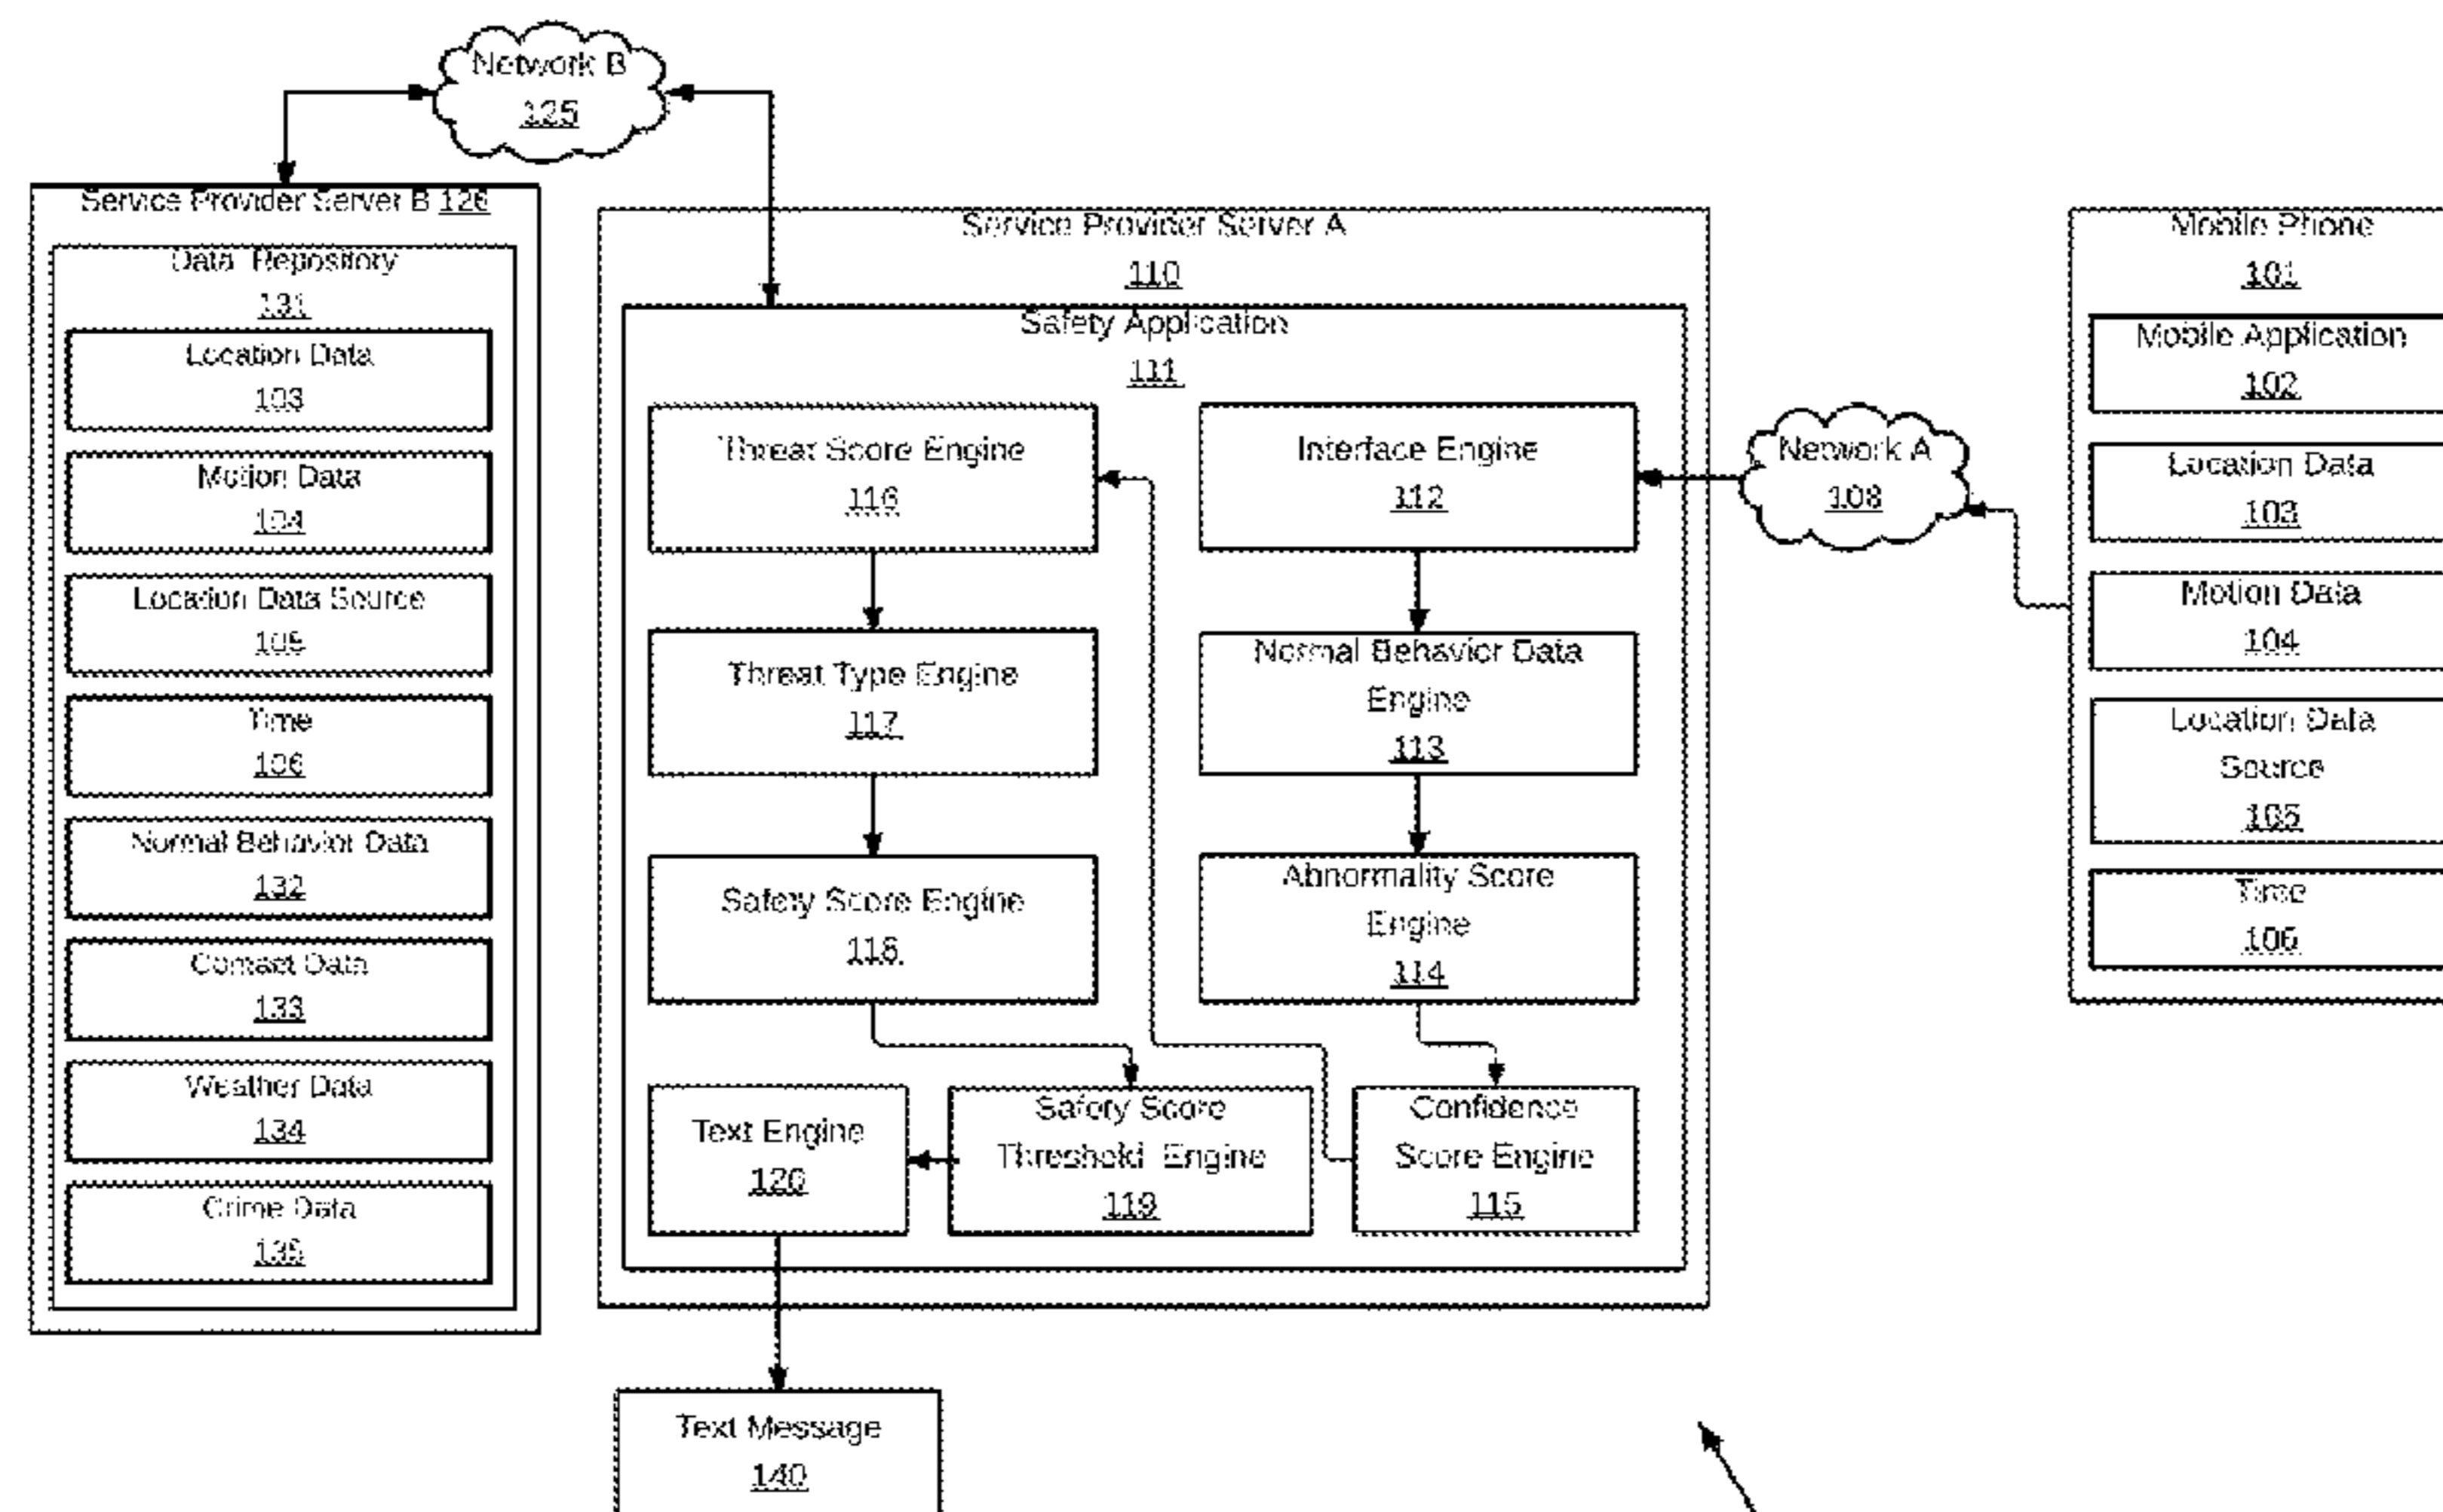 Network B
125
Service Provider Server B 126
Data Repository
131
Location Data
103
Motion Data
104
Location Data Source
105
Time
106
Normal Behavior Data
132
Contact Data
133
Weather Data
134
Crime Data
135
Service Provider Server A
110
Safety Application
111
Threat Score Engine
116
Threat Type Engine
117
Safety Score Engine
118
Text Engine
120
Safety Score
Threshold Engine
119
Interface Engine
112
Normal Behavior Data
Engine
113
Abnormality Score
Engine
114
Confidence
Score Engine
115
Text Message
140
Network A
108
Mobile Phone
101
Mobile Application
102
Location Data
103
Motion Data
104
Location Data
Source
105
Time
106